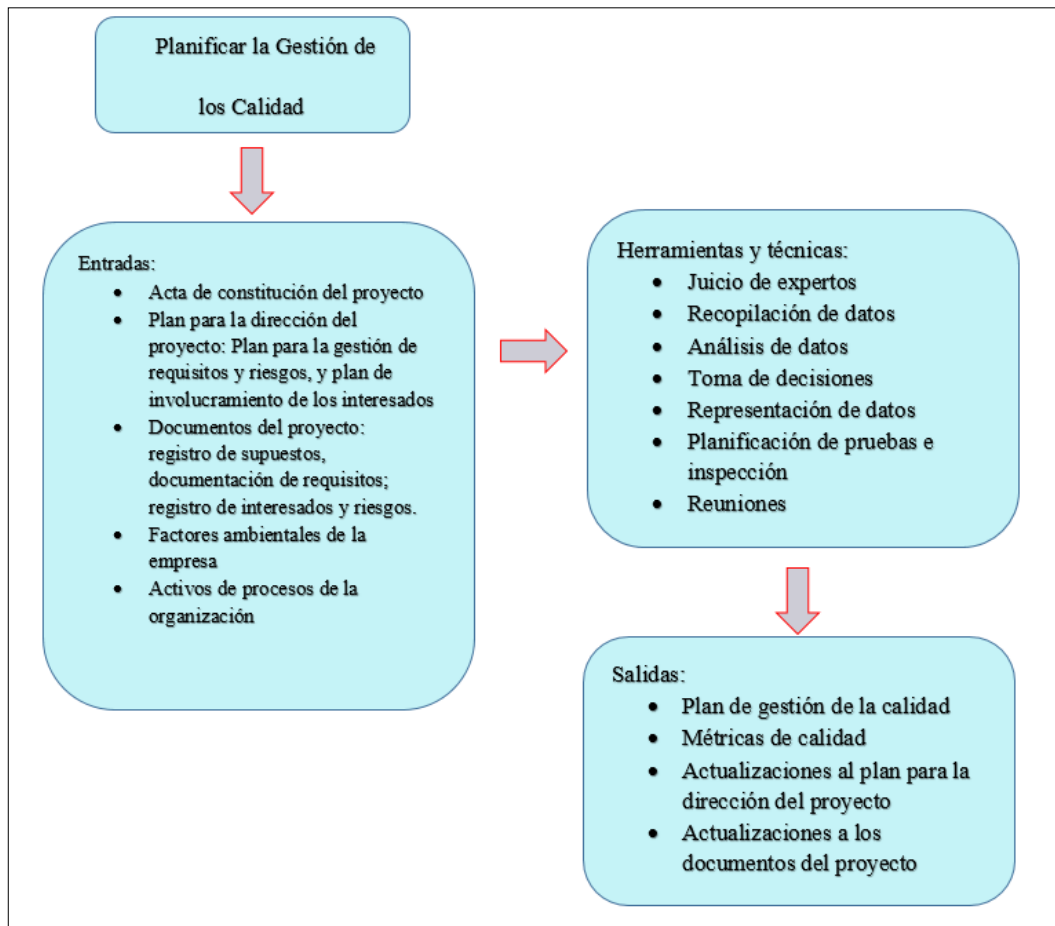 Planificar la Gestión de
los Calidad
Entradas:
• Acta de constitución del proyecto
• Plan para la dirección del
proyecto: Plan para la gestión de
requisitos y riesgos, y plan de
involucramiento de los interesados
• Documentos del proyecto:
registro de supuestos,
documentación de requisitos;
registro de interesados y riesgos.
• Factores ambientales de la
empresa
• Activos de procesos de la
organización
Herramientas y técnicas:
• Juicio de expertos
• Recopilación de datos
• Análisis de datos
• Toma de decisiones
• Representación de datos
• Planificación de pruebas e
inspección
• Reuniones
Salidas:
• Plan de gestión de la calidad
• Métricas de calidad
• Actualizaciones al plan para la
dirección del proyecto
• Actualizaciones a los
documentos del proyecto